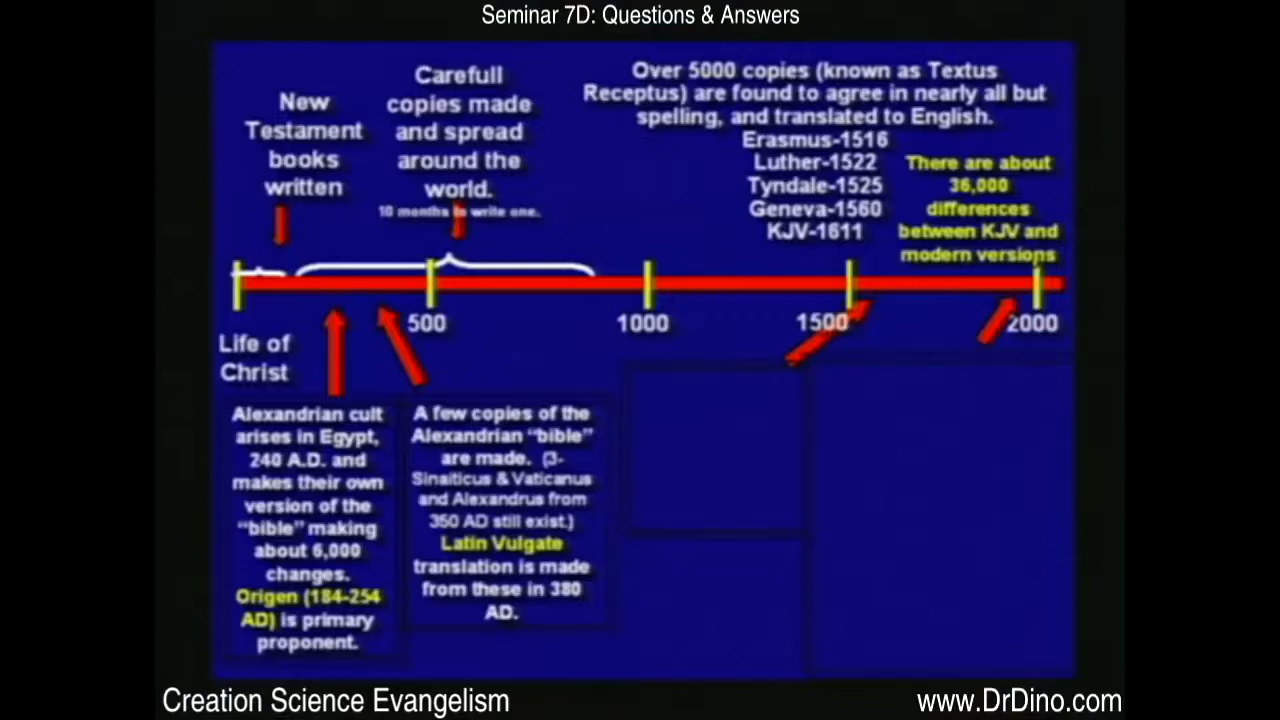 Seminar 7D: Questions & Answers
New
Testament
books
written
Carefull
copies made
and spread
around the
world.
10 months to write one.
Over 5000 copies (known as Textus
Receptus) are found to agree in nearly all but
spelling, and translated to English.
Erasmus-1516
Luther-1522
Tyndale-1525
Geneva-1560
KJV-1611
There are about
36,000
differences
between KJV and
modern versions
500
1000
1500
2000
Life of
Christ
Alexandrian cult
arises in Egypt,
240 A.D. and
makes their own
version of the
"bible" making
about 6,000
changes.
Origen (184-254
AD) is primary
proponent.
A few copies of the
Alexandrian "bible"
are made. (3-
Sinaiticus & Vaticanus
and Alexandrus from
350 AD still exist.)
Latin Vulgate
translation is made
from these in 380
AD.
Creation Science Evangelism
www.DrDino.com